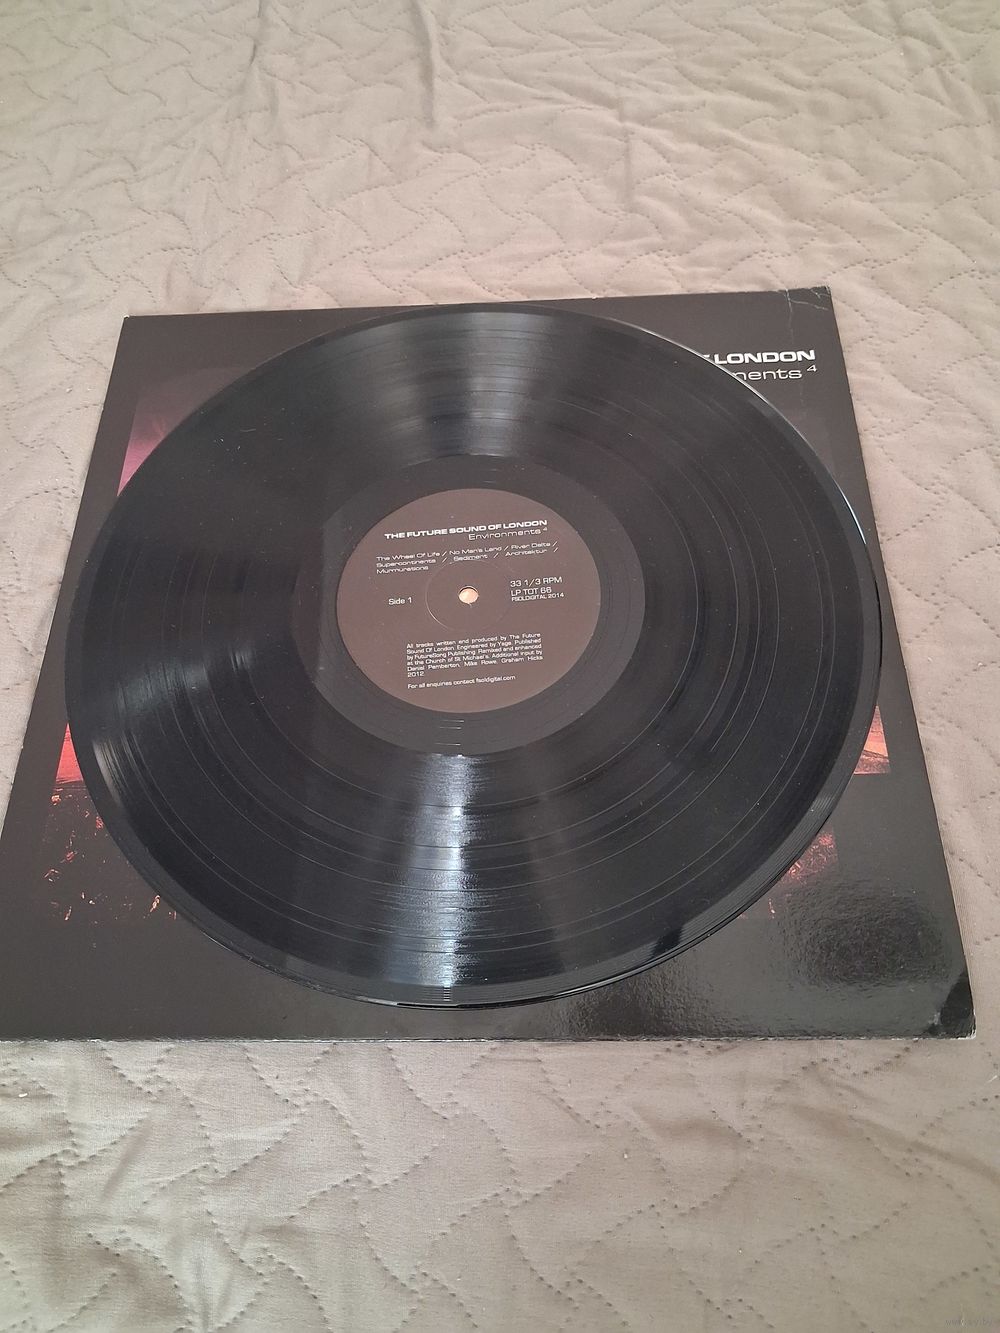 LONDON
ments 4
THE FUTURE SOUND OF LONDON
Environments 4
The Wheel Of Life / No Man's Land / River Delta /
Supercontinents / Sediment / Architektur /
Murmurations
33 1/3 RPM
Side 1
LP TOT 66
FSOLDIGITAL 2014
All tracks written and produced by The Future
Sound Of London. Engineered by Yage. Published
by FutureSong Publishing. Remixed and enhanced
at the Church of St Michael's. Additional input by
Daniel Pemberton, Mike Rowe, Graham Hicks
2012.
For all enquiries contact fsoldigital.com